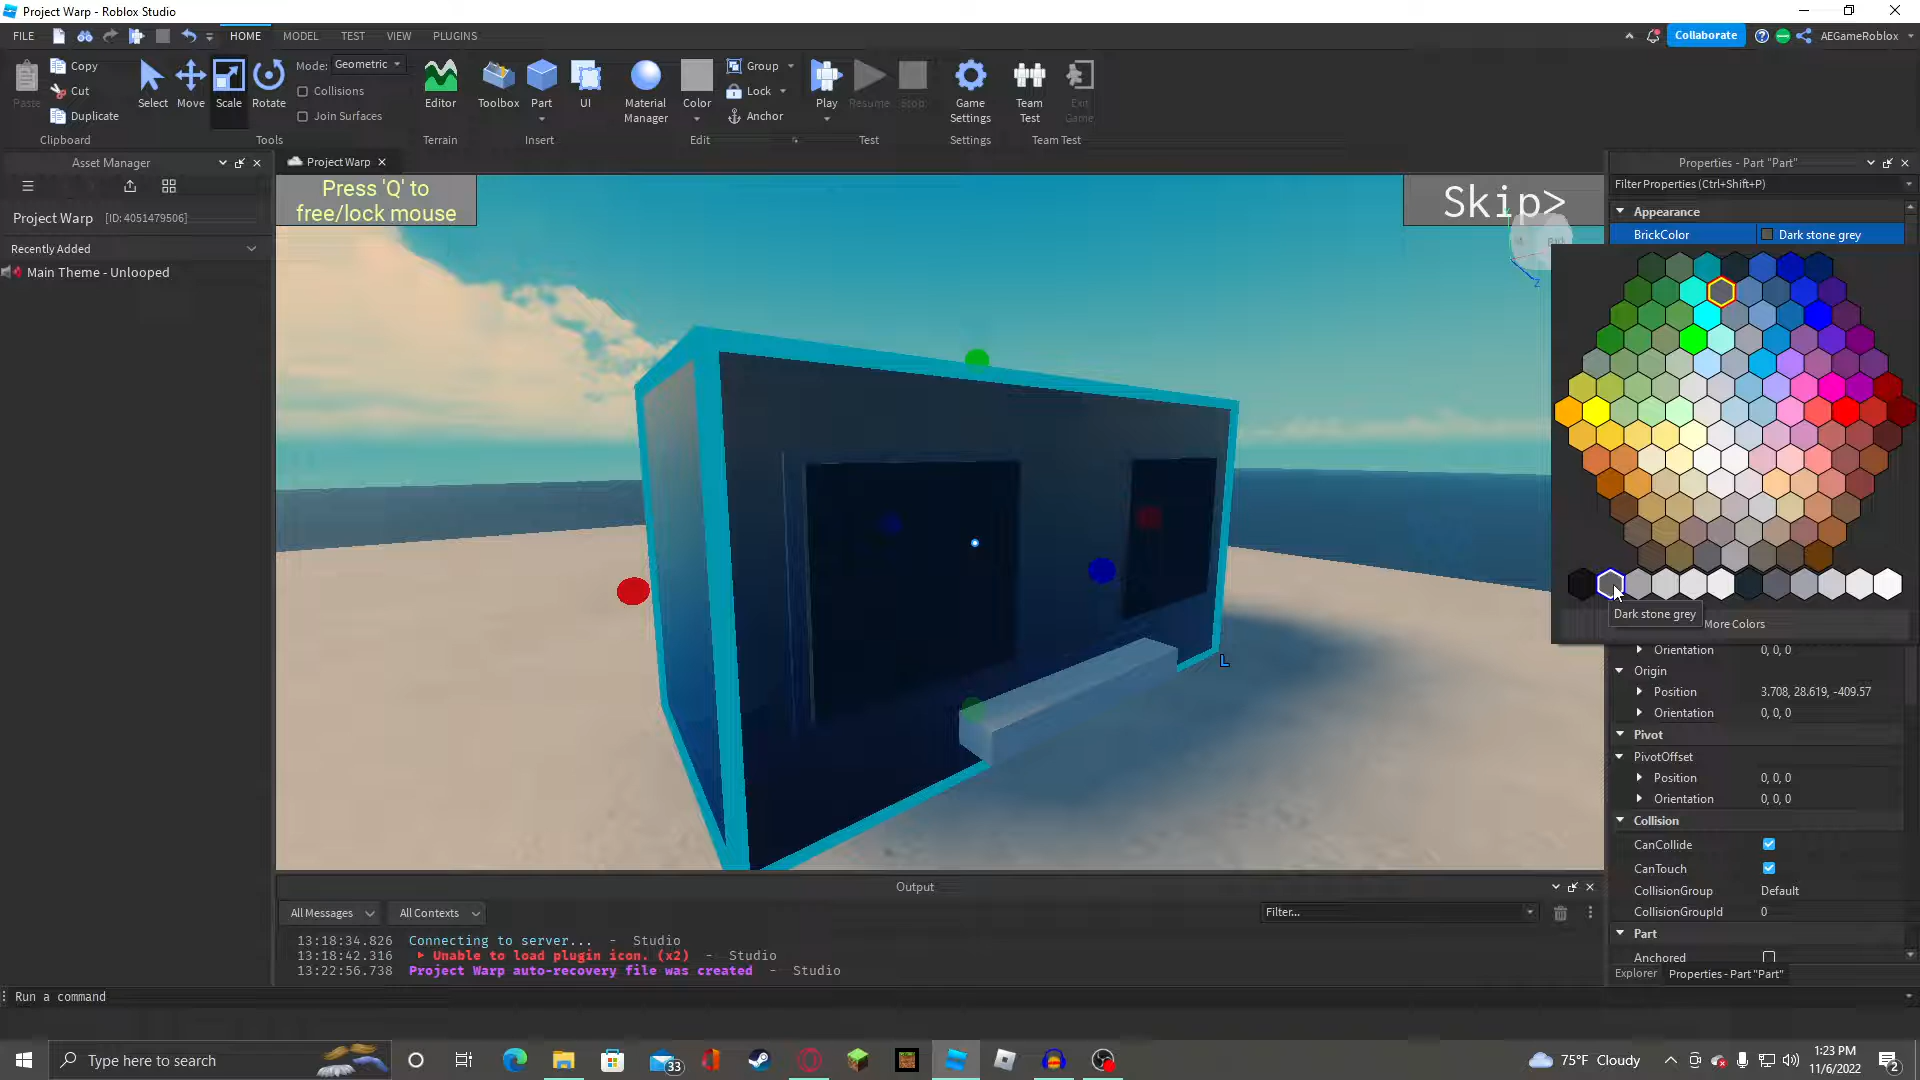 Project Warp - Roblox Studio
FILE
HOME
MODEL
TEST
VIEW
PLUGINS
Collaborate
AEGameRoblox
Paste
Copy
Cut
Duplicate
Clipboard
Select
Move
Scale
Rotate
Mode: Geometric
Collisions
Join Surfaces
Tools
Editor
Terrain
Toolbox
Part
UI
Insert
Material Manager
Color
Group
Lock
Anchor
Edit
Play
Resume
Stop
Test
Game Settings
Settings
Team Test
Exit Game
Team Test
Asset Manager
Project Warp [ID: 4051479506]
Recently Added
Main Theme - Unlooped
Project Warp
Press 'Q' to
free/lock mouse
Skip>
Z
L
Properties - Part "Part"
Filter Properties (Ctrl+Shift+P)
Appearance
BrickColor Dark stone grey
Dark stone grey
More Colors
Orientation 0, 0, 0
Origin
Position 3.708, 28.619, -409.57
Orientation 0, 0, 0
Pivot
PivotOffset
Position 0, 0, 0
Orientation 0, 0, 0
Collision
CanCollide
CanTouch
CollisionGroup Default
CollisionGroupId 0
Part
Anchored
Explorer Properties - Part "Part"
Output
All Messages
All Contexts
Filter...
13:18:34.826 Connecting to server... - Studio
13:18:42.316 Unable to load plugin icon. (x2) - Studio
13:22:56.738 Project Warp auto-recovery file was created - Studio
Run a command
Type here to search
33
75°F Cloudy
1:23 PM
11/6/2022
2